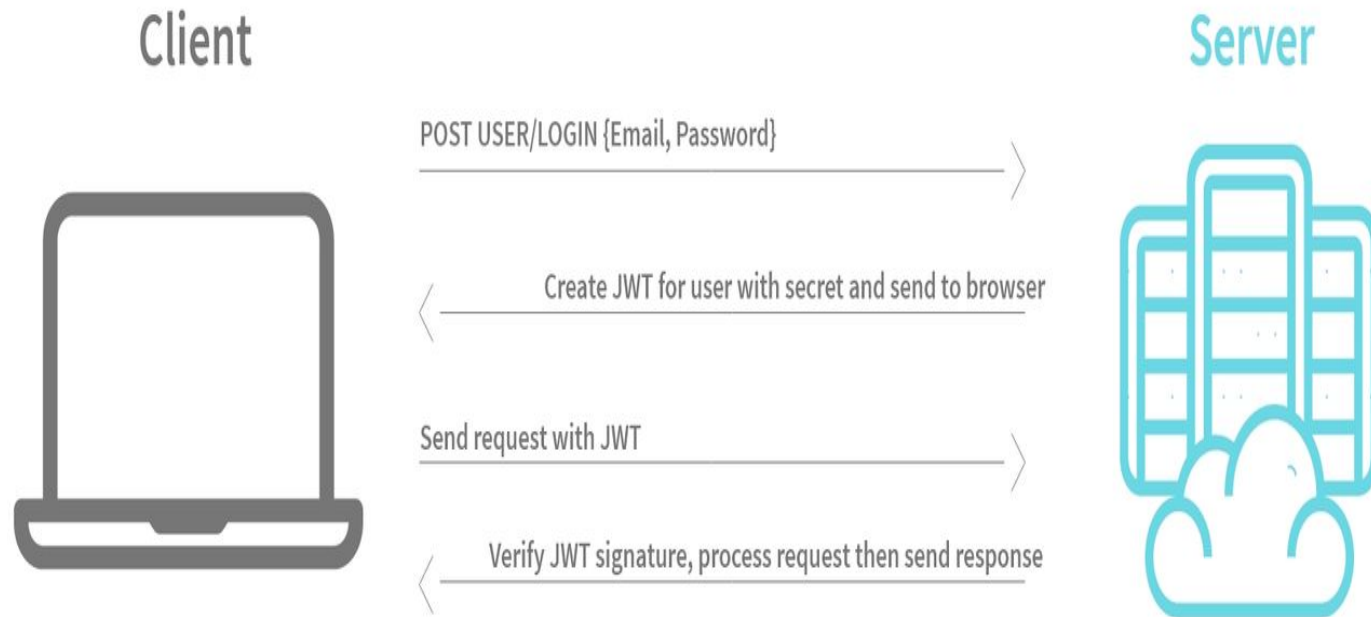 Client
Server
POST USER/LOGIN {Email, Password}
Create JWT for user with secret and send to browser
Send request with JWT
Verify JWT signature, process request then send response